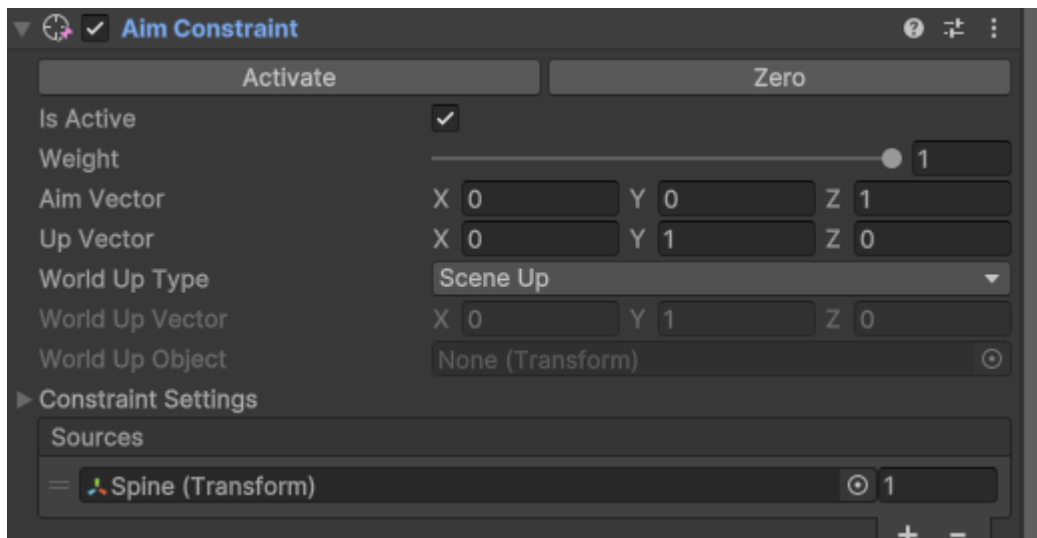 Aim Constraint
Activate Zero
Is Active
Weight 1
Aim Vector X 0 Y 0 Z 1
Up Vector X 0 Y 1 Z 0
World Up Type Scene Up
World Up Vector X 0 Y 1 Z 0
World Up Object None (Transform)
Constraint Settings
Sources
Spine (Transform) 1
+ -